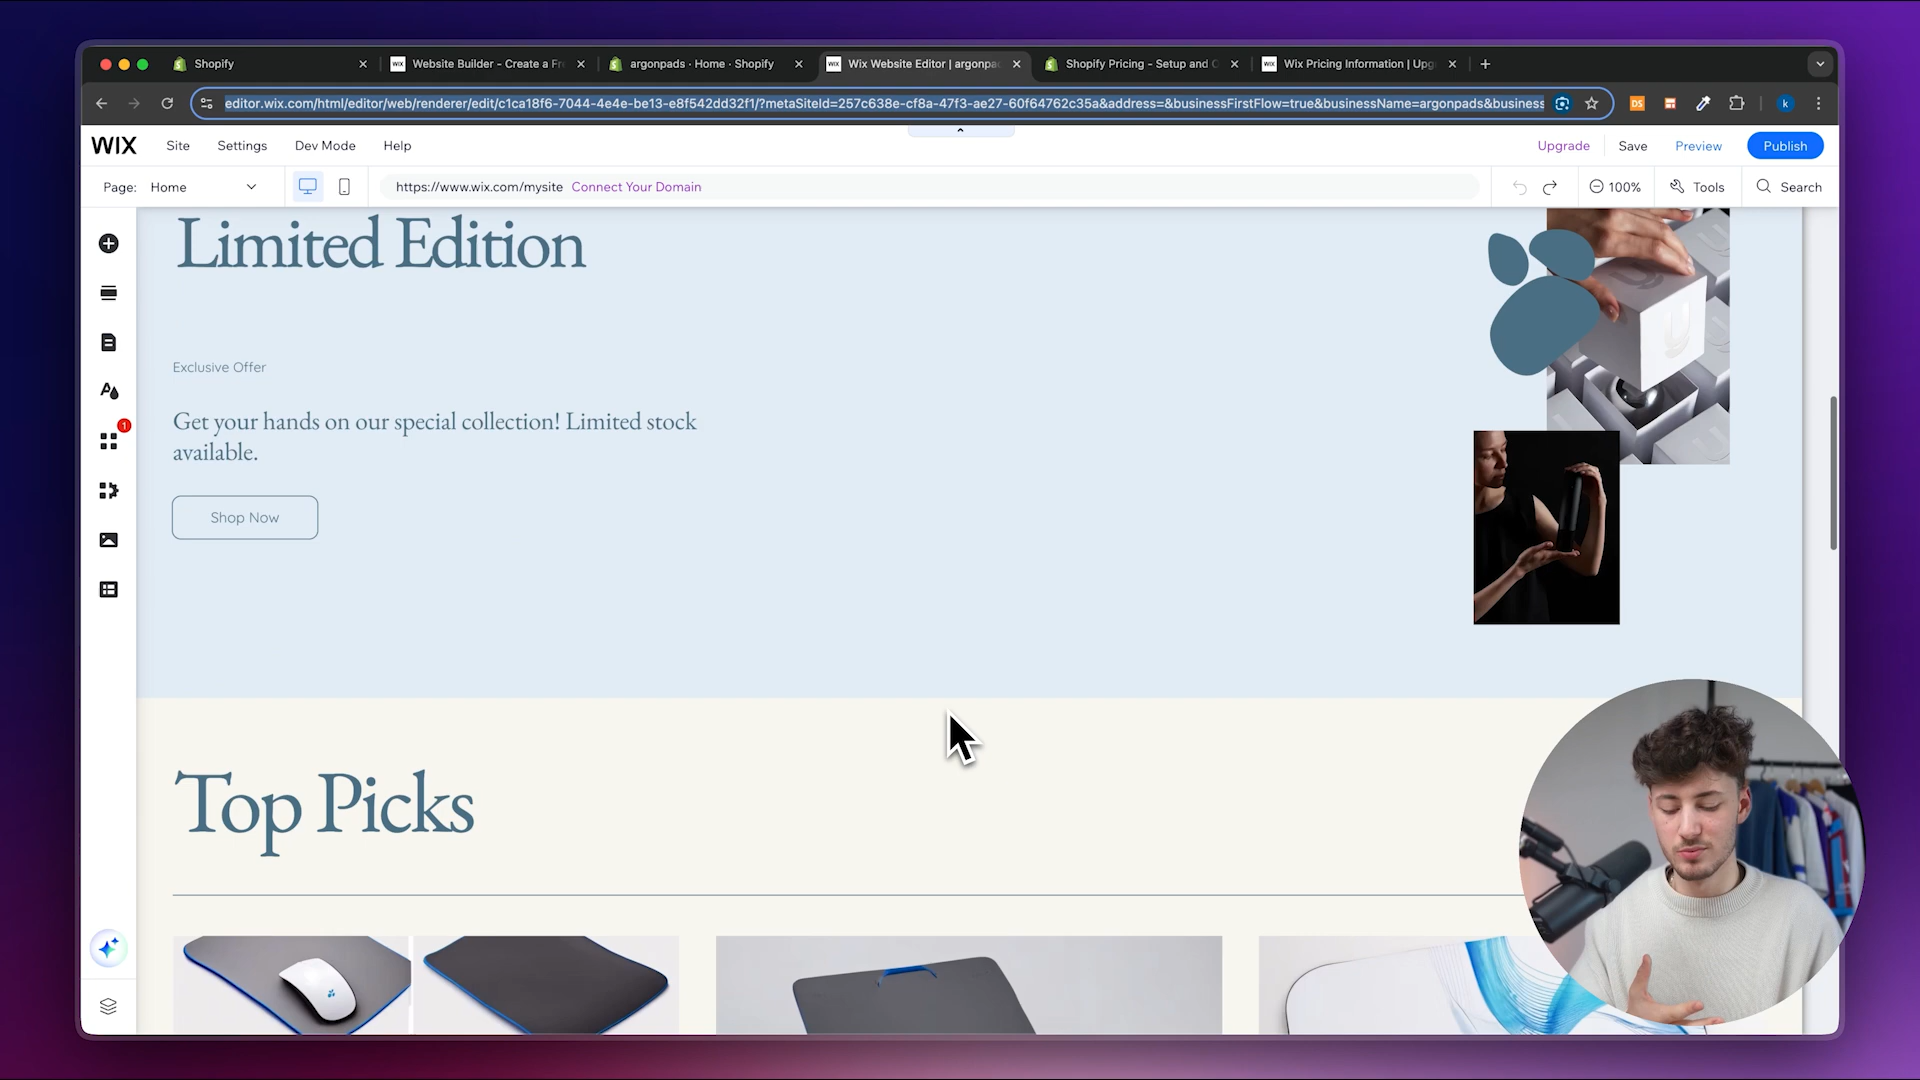 Shopify
Website Builder - Create a Fre
argonpads · Home · Shopify
Wix Website Editor | argonpa
Shopify Pricing - Setup and O
Wix Pricing Information | Upg
editor.wix.com/html/editor/web/renderer/edit/c1ca18f6-7044-4e4e-be13-e8f542dd32f1/?metaSiteId=257c638e-cf8a-47f3-ae27-60f64762c35a&address=&businessFirstFlow=true&businessName=argonpads&business
DS
k
WIX
Site
Settings
Dev Mode
Help
Upgrade
Save
Preview
Publish
Page: Home
https://www.wix.com/mysite Connect Your Domain
100%
Tools
Search
Limited Edition
Exclusive Offer
1
Get your hands on our special collection! Limited stock
available.
Shop Now
Top Picks